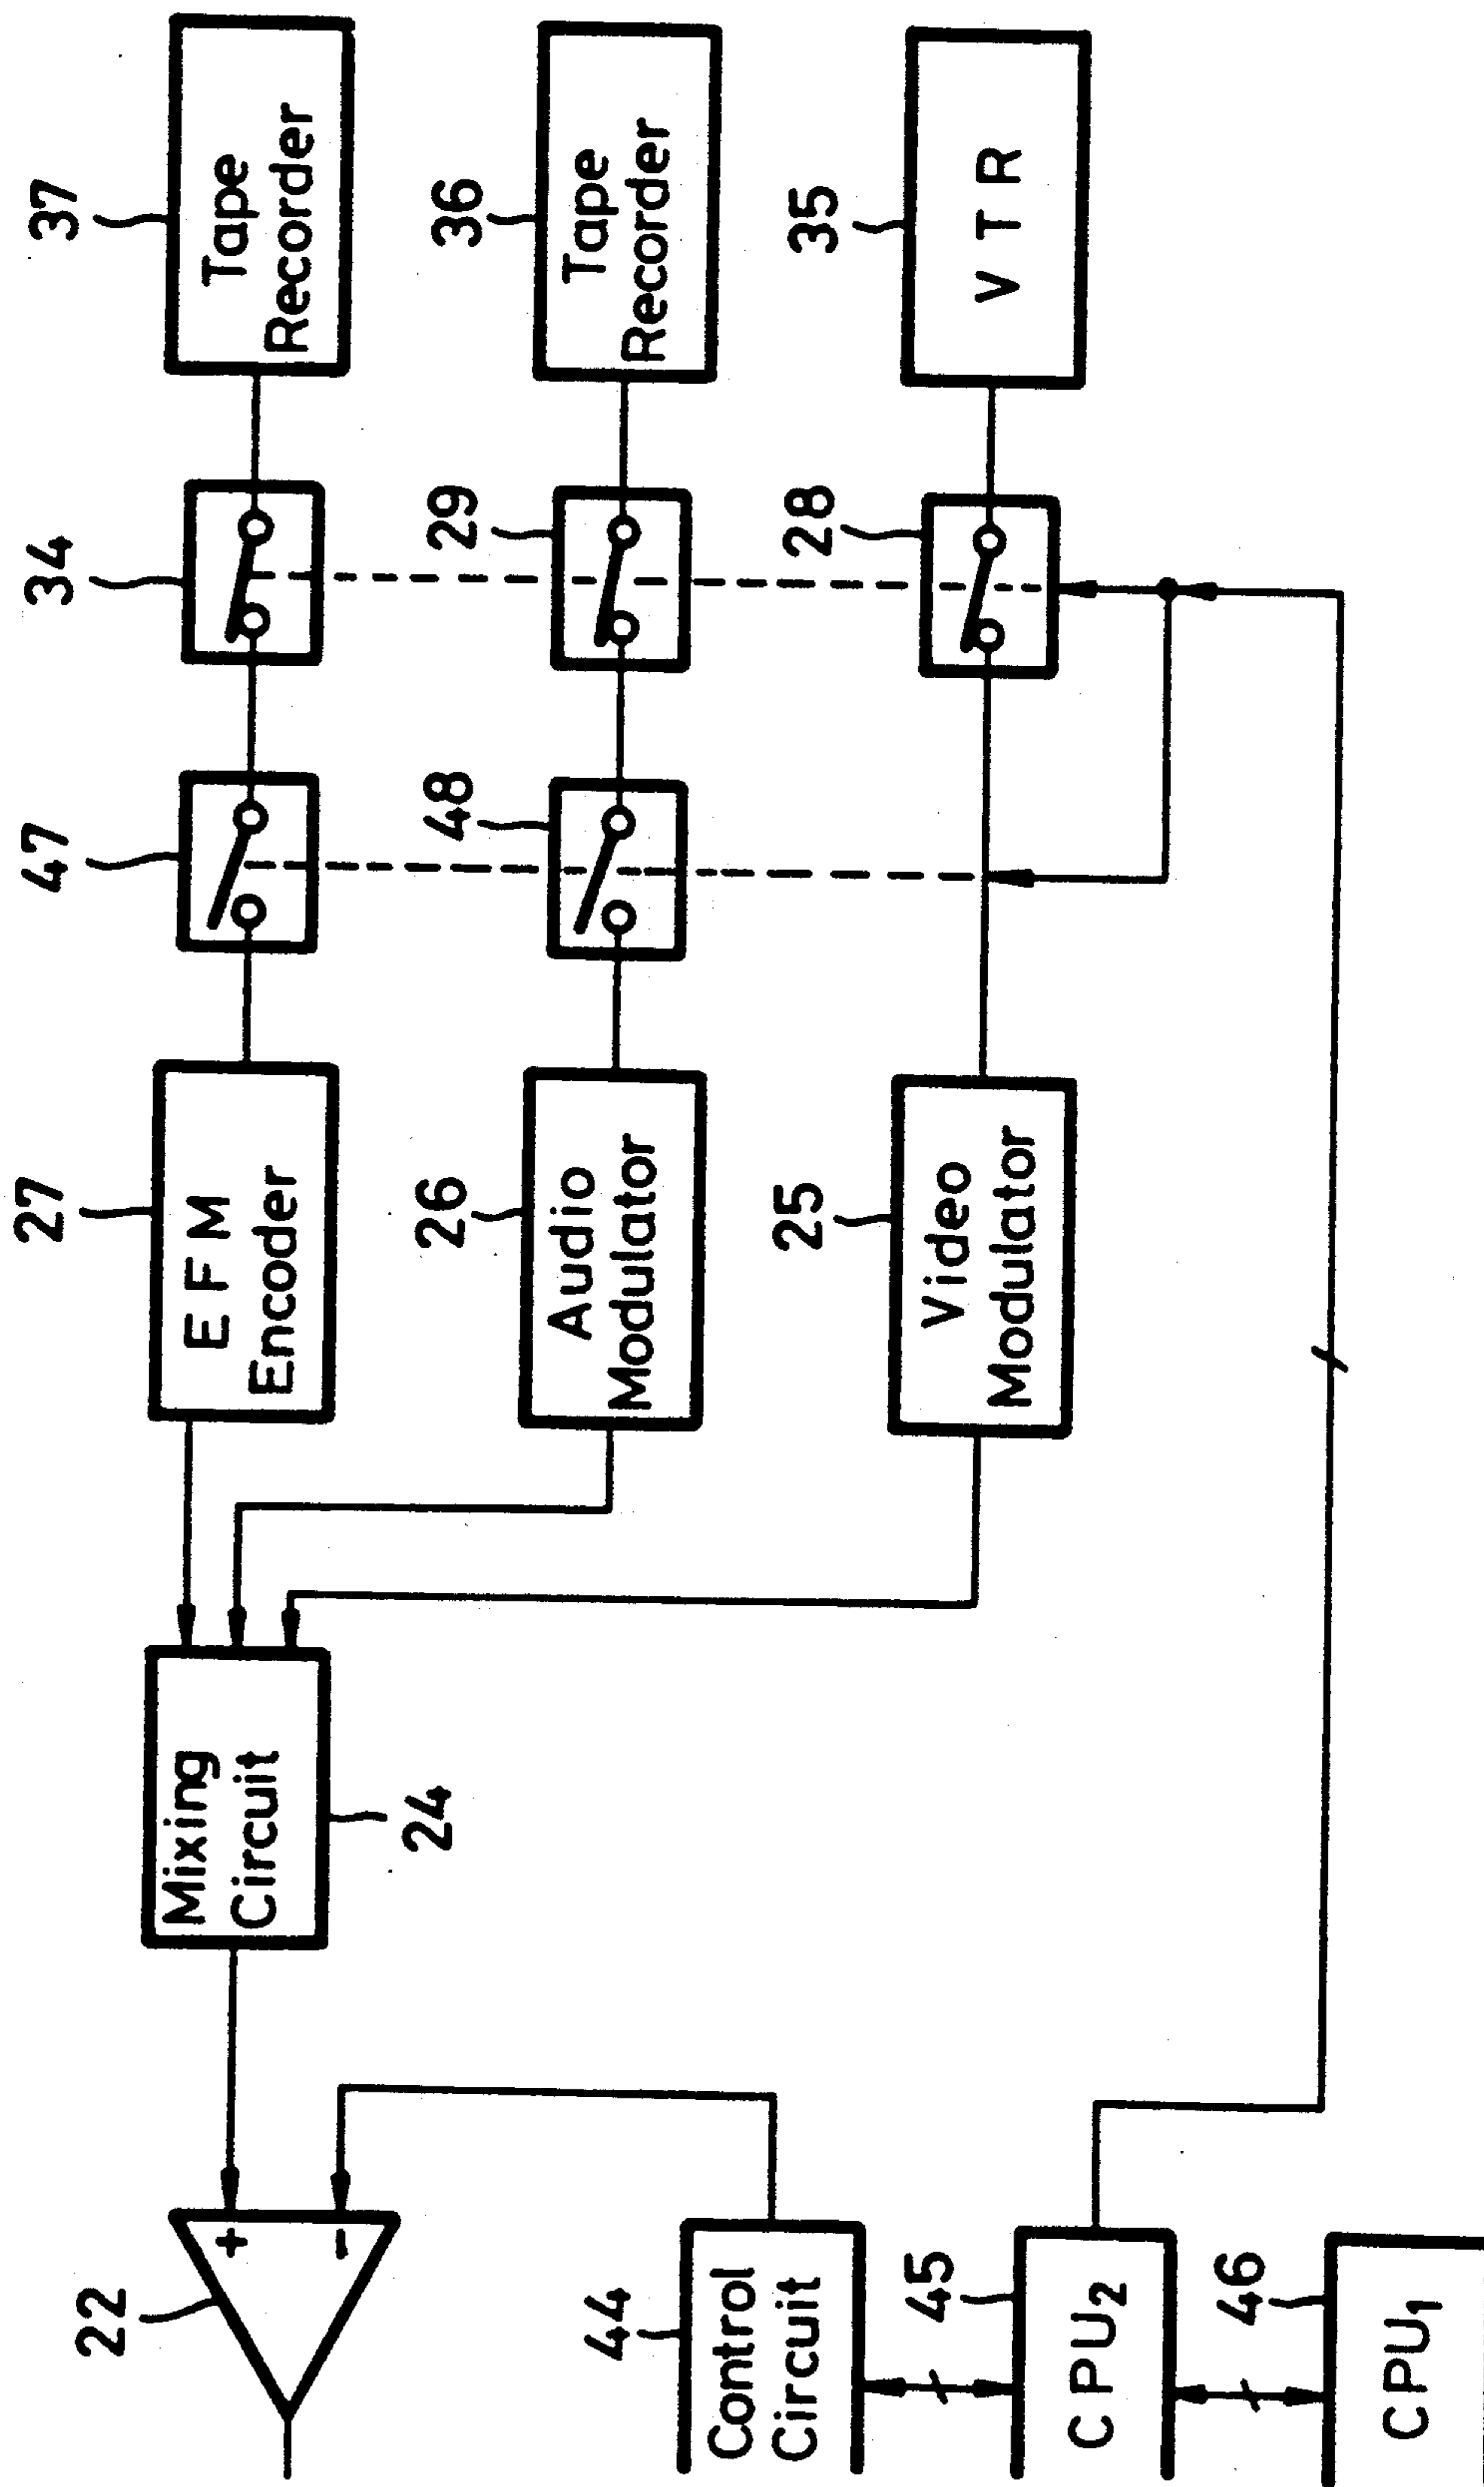 37
Tape
Recorder
36
Tape
Recorder
35
V T R
34
29
28
47
48
27
E F M
Encoder
26
Audio
Modulator
25
Video
Modulator
Mixing
Circuit
24
22
+
−
44
Control
Circuit
45
CPU₂
46
CPU₁